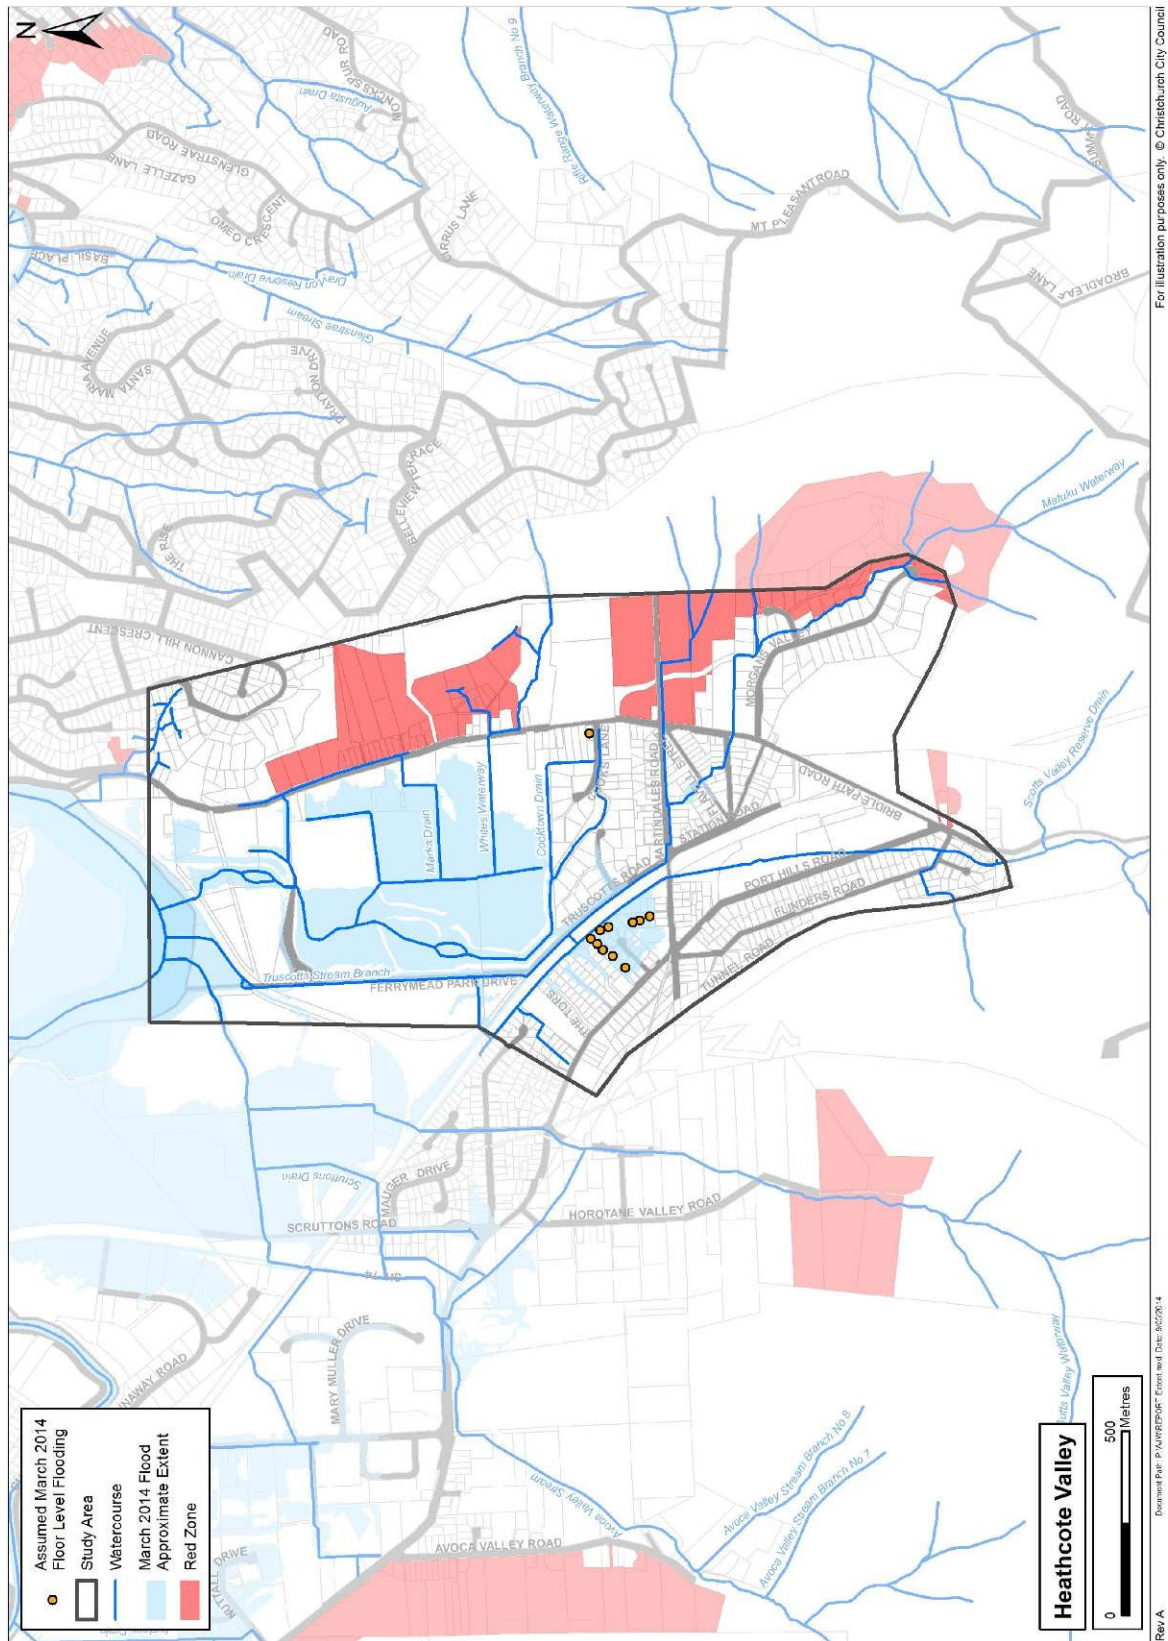 N
Assumed March 2014
Floor Level Flooding
Study Area
Watercourse
March 2014 Flood
Approximate Extent
Red Zone
Heathcote Valley
0
500
Metres
Rev A
For illustration purposes only. © Christchurch City Council
NUTTALL DRIVE
MARY MULLER DRIVE
SH 74
SCRUTTONS ROAD
Scruttons Drain
MAUGER DRIVE
HOROTANE VALLEY ROAD
AVOCA VALLEY ROAD
Avoca Valley Stream
Avoca Valley Stream Branch No 8
Avoca Valley Stream Branch No 7
Truscotts Stream Branch
FERRYMEAD PARK DRIVE
THE TORS
TUNNEL ROAD
FLINDERS ROAD
PORT HILLS ROAD
TRUSCOTTS ROAD
MARTINDALES ROAD
STATION ROAD
BRIDLE PATH ROAD
MORGANS VALLEY
Marks Drain
Whites Waterway
Cooktown Drain
Scotts Valley Reserve Drain
Matuku Waterway
CANNON HILL CRESCENT
THE RISE
BELLEVIEW TERRACE
SANTA
MARIA AVENUE
DRAYTON DRIVE
Glenstrae Stream
Drayton Reserve Drain
BASIL PLACE
OMEO CRESCENT
GAZELLE LANE
GLENSTRAE ROAD
Augusta Drain
MONCKS SPUR ROAD
CIRRUS LANE
Rifle Range Waterway Branch No 9
MT PLEASANT ROAD
BROADLEAF LANE